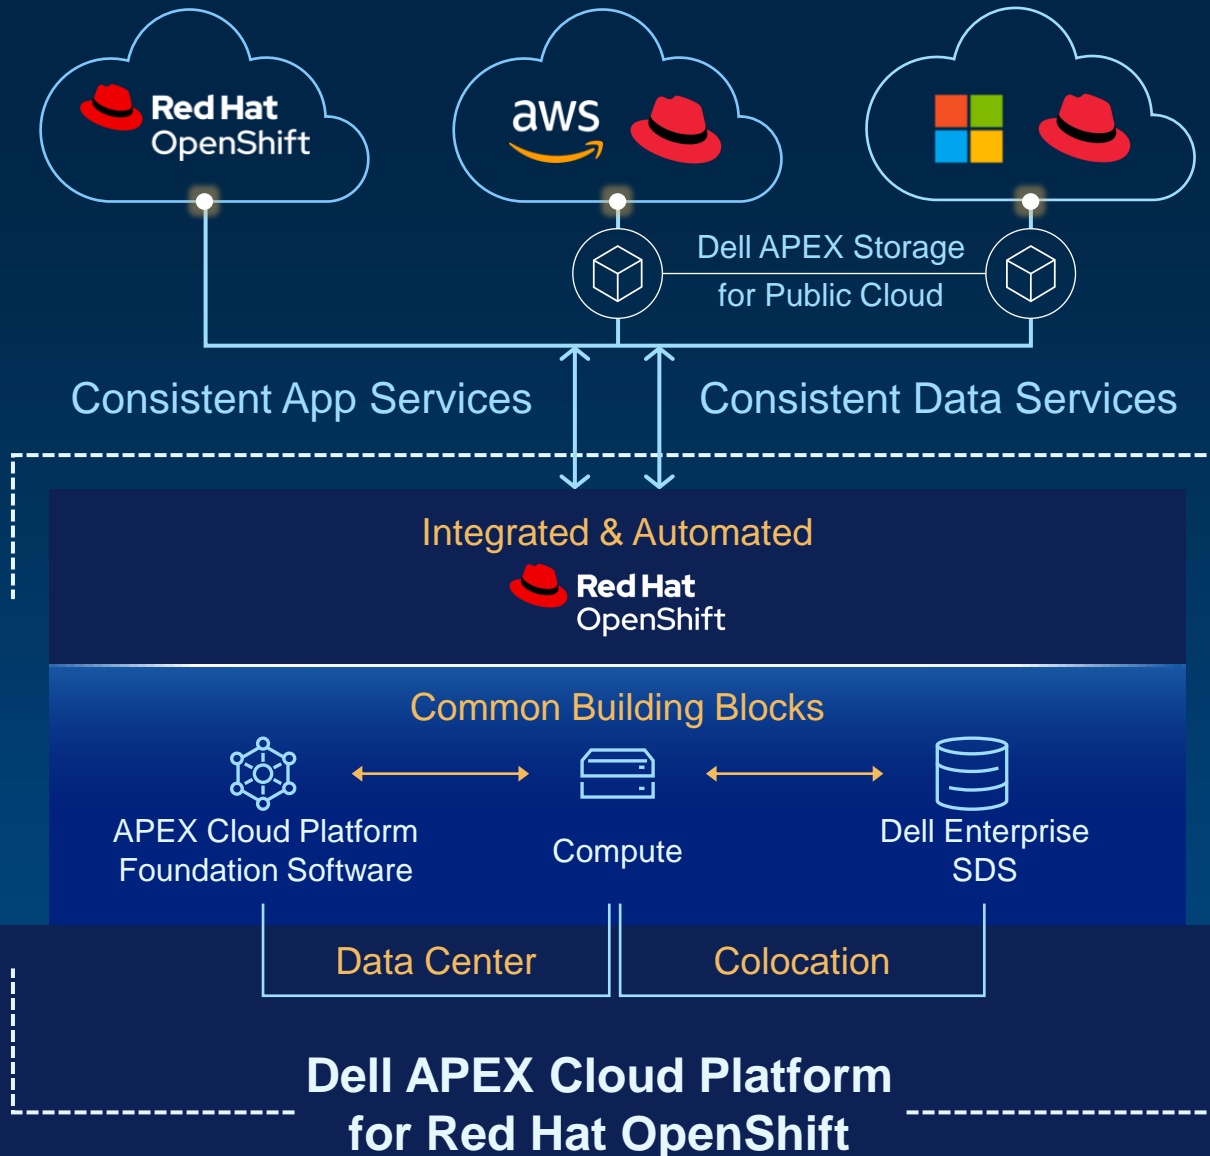 Red Hat
OpenShift
aws
Dell APEX Storage
for Public Cloud
Consistent App Services
Consistent Data Services
Integrated & Automated
Red Hat
OpenShift
Common Building Blocks
APEX Cloud Platform
Foundation Software
Compute
Dell Enterprise
SDS
Data Center
Colocation
Dell APEX Cloud Platform
for Red Hat OpenShift